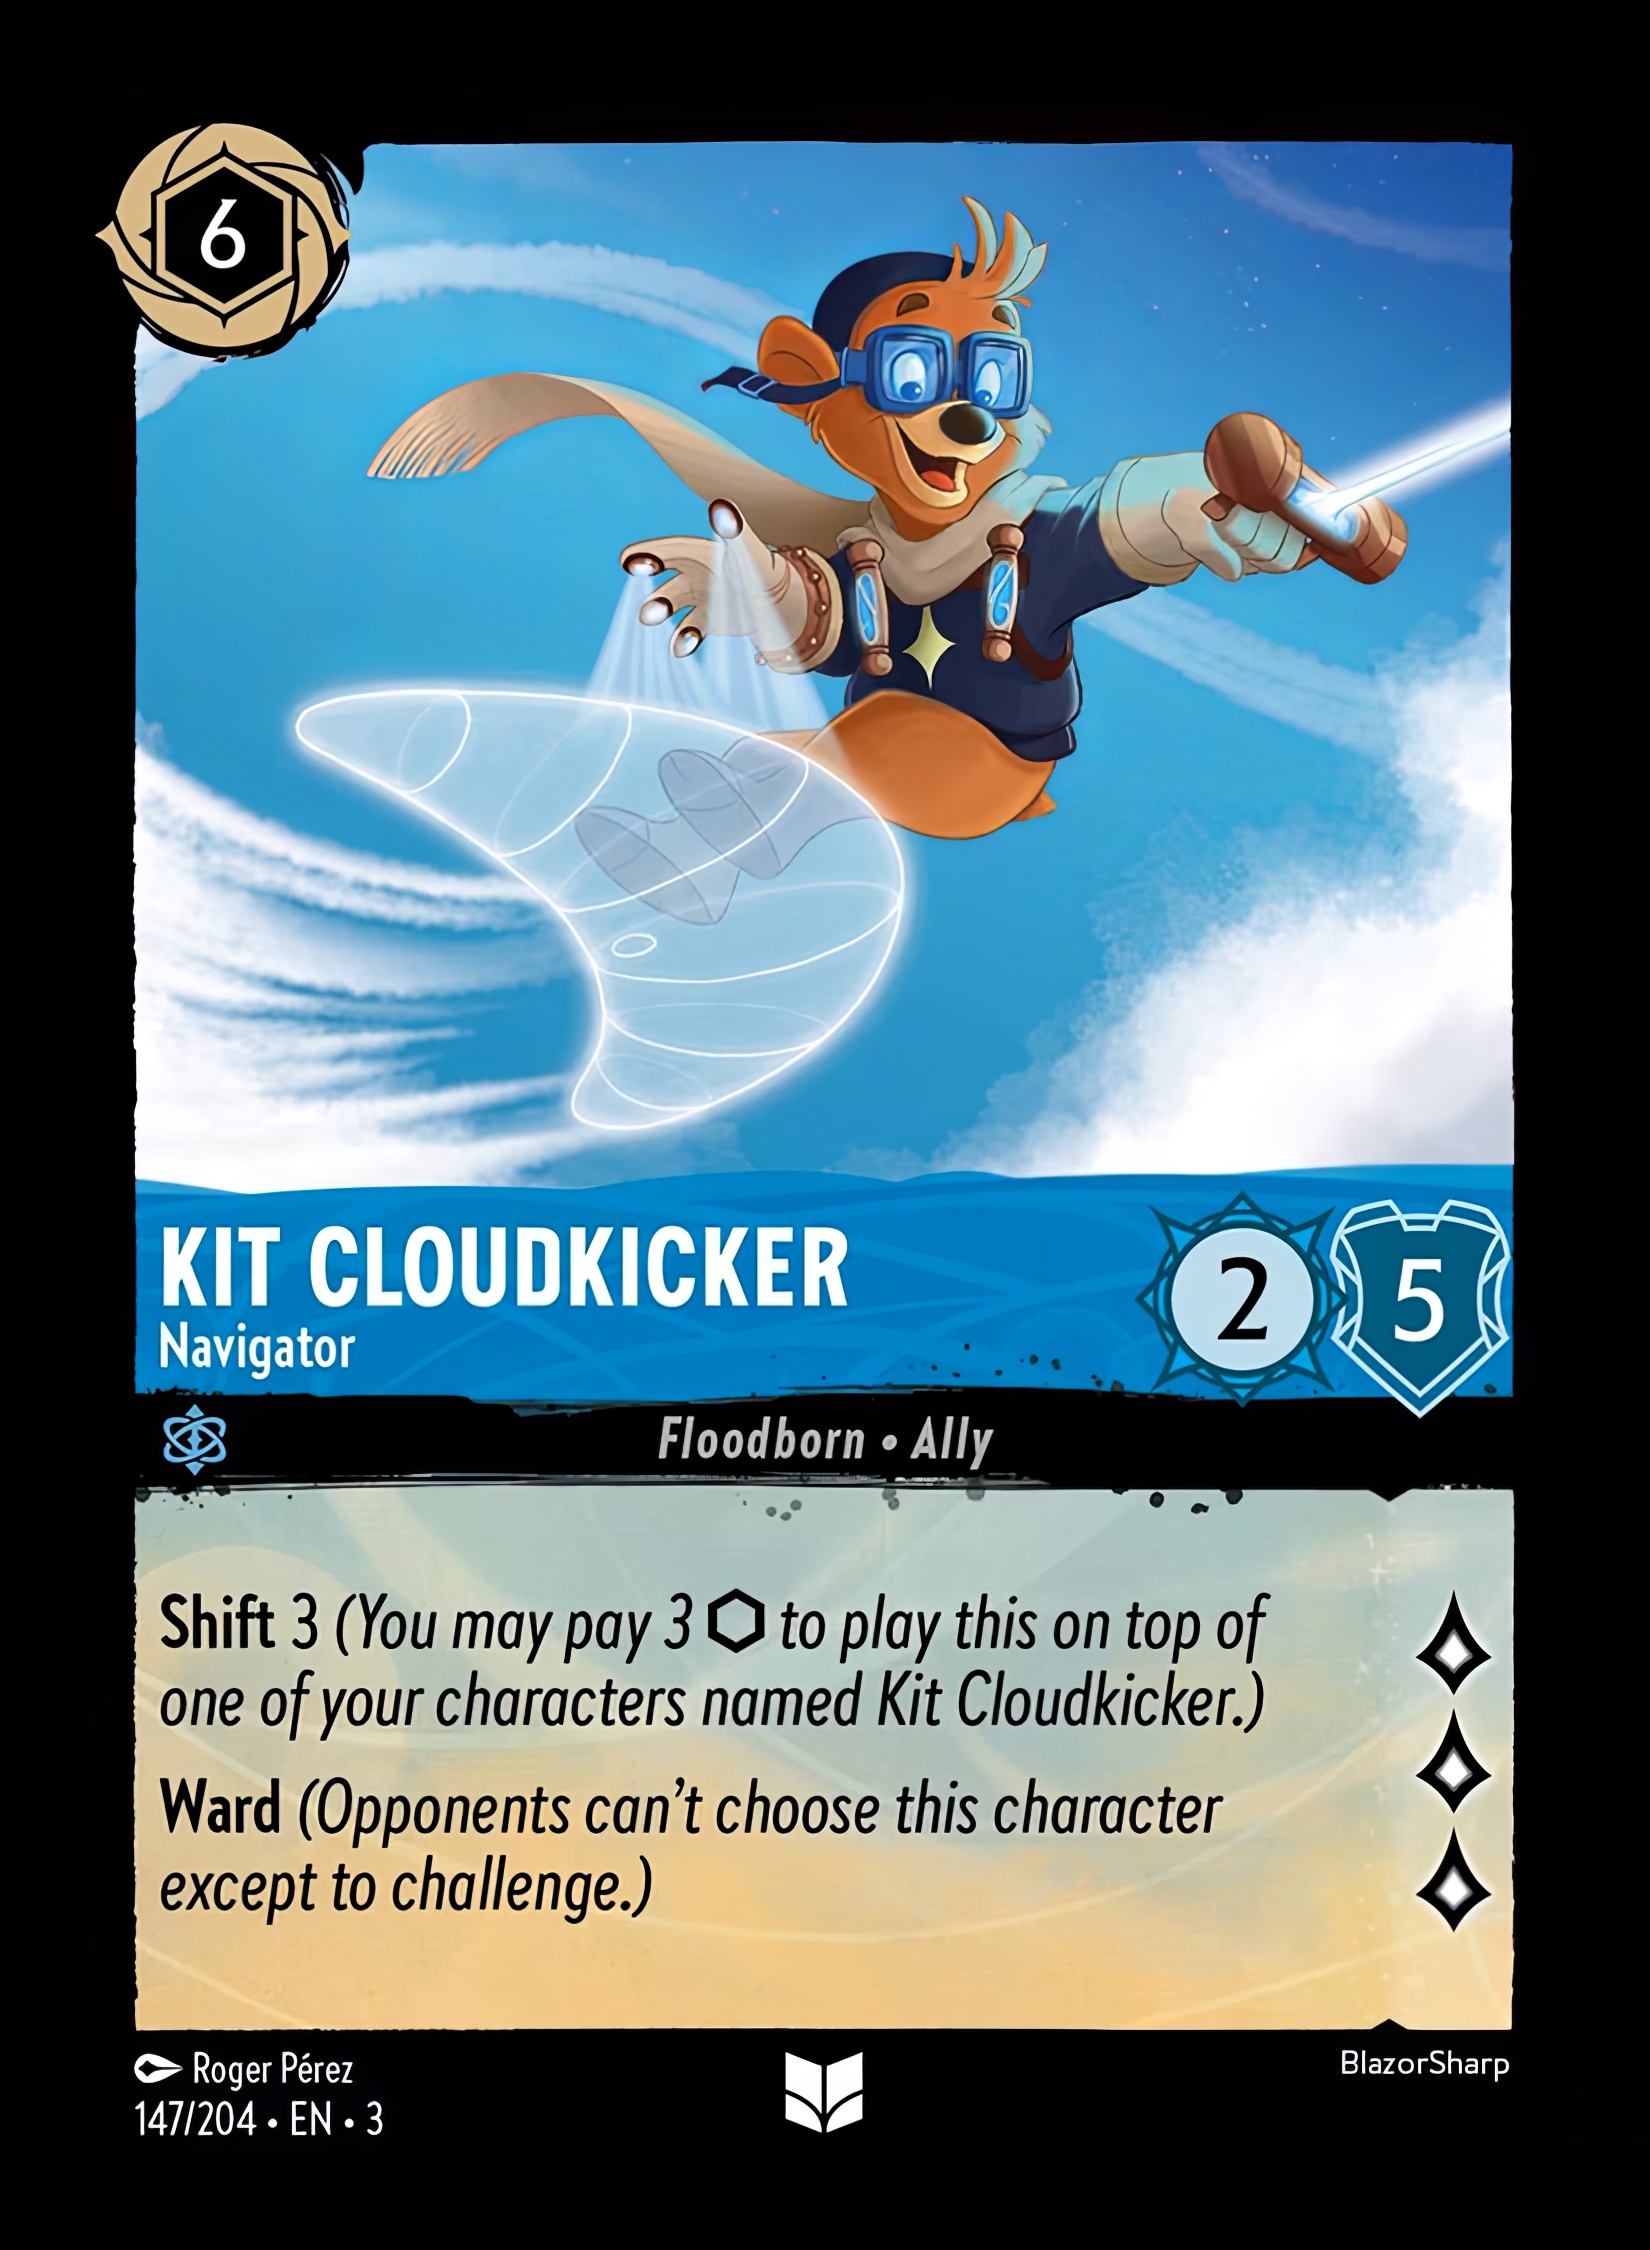 6
KIT CLOUDKICKER
Navigator
2
5
Floodborn • Ally
Shift 3 (You may pay 3 ⬡ to play this on top of
one of your characters named Kit Cloudkicker.)
Ward (Opponents can’t choose this character
except to challenge.)
Roger Pérez
BlazorSharp
147/204 • EN • 3